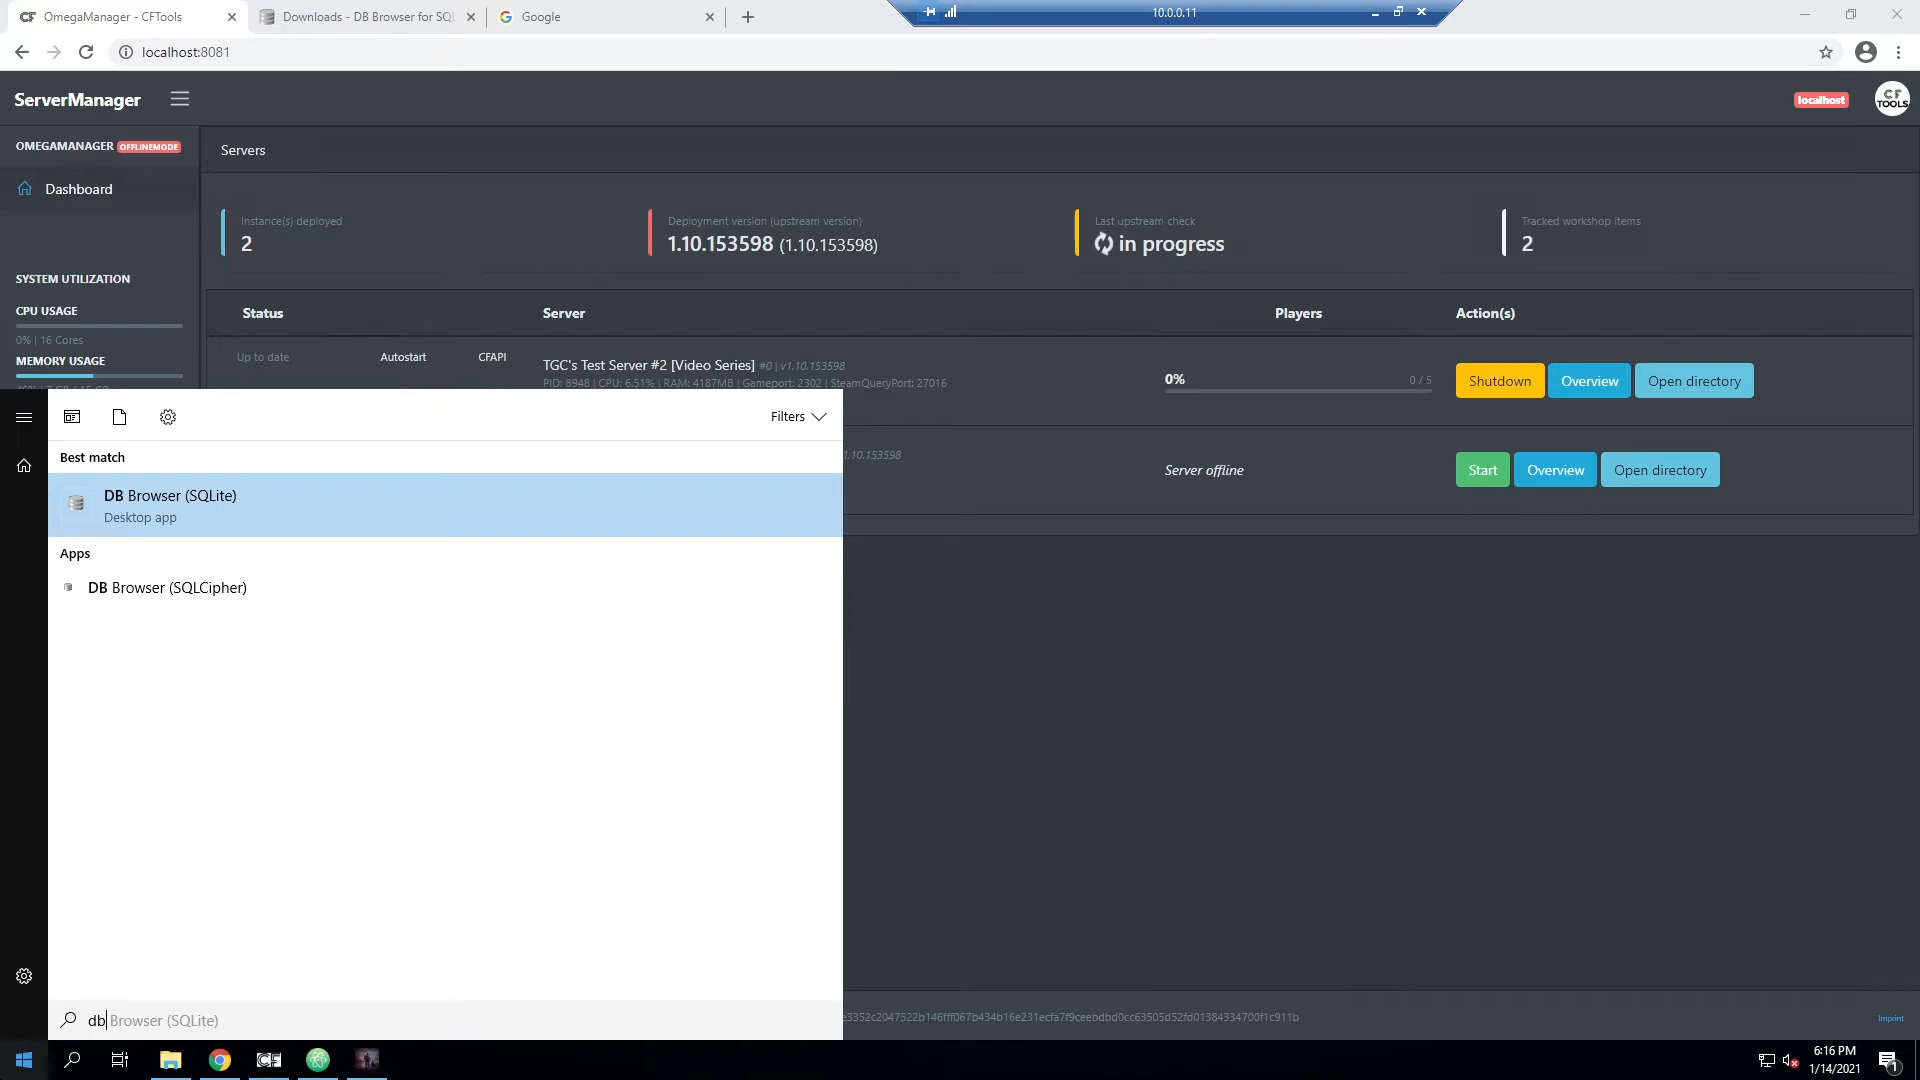 OmegaManager - CFTools
Downloads - DB Browser for SQL
Google
10.0.0.11
localhost:8081
ServerManager
localhost
CF
TOOLS
OMEGAMANAGER OFFLINEMODE
Servers
Dashboard
Instance(s) deployed
2
Deployment version (upstream version)
1.10.153598 (1.10.153598)
Last upstream check
in progress
Tracked workshop items
2
SYSTEM UTILIZATION
CPU USAGE
0% | 16 Cores
MEMORY USAGE
Status
Server
Players
Action(s)
Up to date
Autostart
CFAPI
TGC's Test Server #2 [Video Series] #0 | v1.10.153598
PID: 8948 | CPU: 6.51% | RAM: 4187MB | Gameport: 2302 | SteamQueryPort: 27016
0%
0 / 5
Shutdown
Overview
Open directory
1.10.153598
Server offline
Start
Overview
Open directory
Filters
Best match
DB Browser (SQLite)
Desktop app
Apps
DB Browser (SQLCipher)
db Browser (SQLite)
e3352c2047522b146fff067b434b16e231ecfa7f9ceebdbd0cc63505d52fd01384334700f1c911b
Imprint
CF
6:16 PM
1/14/2021
1